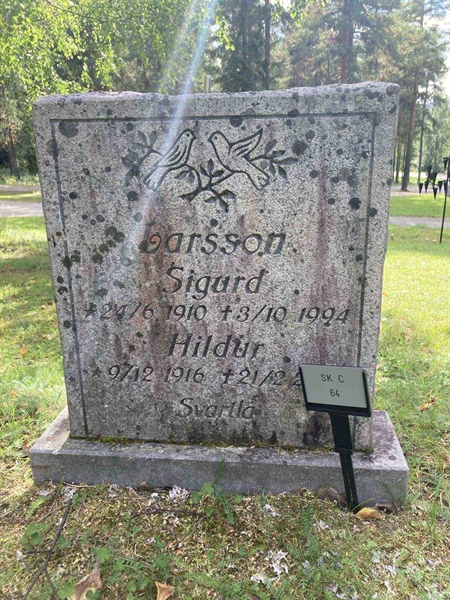 Larsson
Sigurd
* 24/6 1910 + 3/10 1994
Hildur
* 9/12 1916 + 21/2
Svartlå
SK C
64